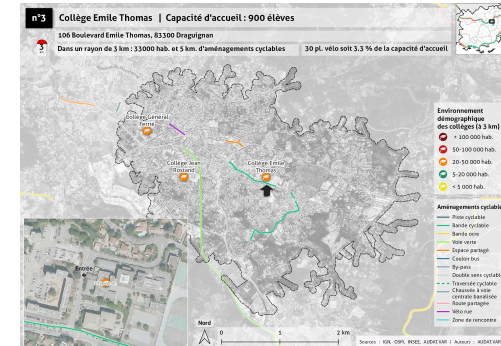 n°3 Collège Emile Thomas | Capacité d'accueil : 900 élèves
106 Boulevard Emile Thomas, 83300 Draguignan
3
Dans un rayon de 3 km : 33000 hab. et 5 km. d'aménagements cyclables
30 pl. vélo soit 3.3 % de la capacité d'accueil
Collège Général
Ferrié
Collège Jean
Rostand
Collège Emile
Thomas
Entrée
Environnement
démographique
des collèges (à 3 km)
+ 100 000 hab.
50-100 000 hab.
20-50 000 hab.
5-20 000 hab.
< 5 000 hab.
Aménagements cyclable
Piste cyclable
Bande cyclable
Bande ocre
Voie verte
Espace partagé
Couloir bus
By-pass
Double sens cyclable
Traversée cyclable
Chaussée à voie
centrale banalisée
Route partagée
Vélo rue
Zone de rencontre
Nord
0 1 2 km
Sources : IGN, OSM, INSEE, AUDAT.VAR | Auteurs : AUDAT.VAR